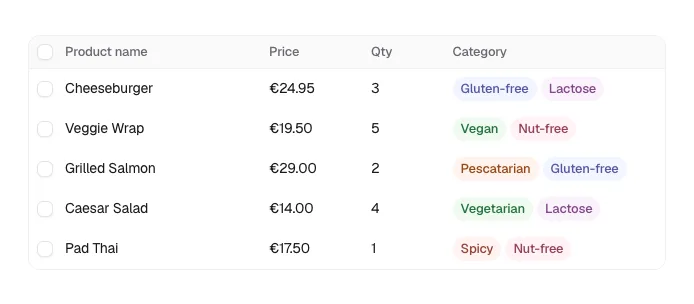 Product name Price Qty Category
Cheeseburger €24.95 3 Gluten-free Lactose
Veggie Wrap €19.50 5 Vegan Nut-free
Grilled Salmon €29.00 2 Pescatarian Gluten-free
Caesar Salad €14.00 4 Vegetarian Lactose
Pad Thai €17.50 1 Spicy Nut-free